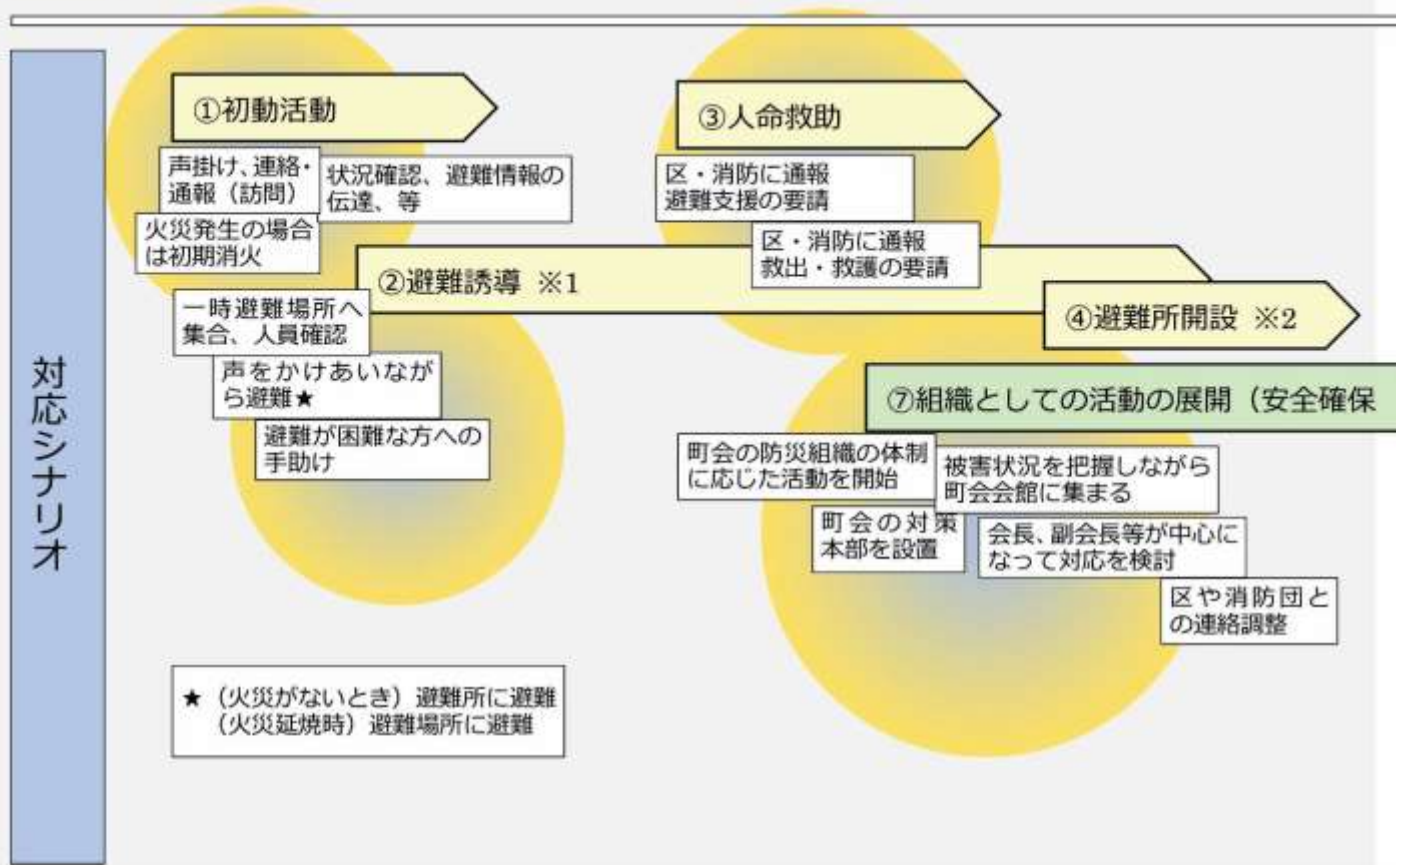 対応シナリオ
①初動活動
声掛け、連絡・
通報（訪問）
状況確認、避難情報の
伝達、等
火災発生の場合
は初期消火
②避難誘導 ※1
一時避難場所へ
集合、人員確認
声をかけあいなが
ら避難★
避難が困難な方への
手助け
③人命救助
区・消防に通報
避難支援の要請
区・消防に通報
救出・救護の要請
④避難所開設 ※2
⑦組織としての活動の展開（安全確保
町会の防災組織の体制
に応じた活動を開始
被害状況を把握しながら
町会会館に集まる
町会の対策
本部を設置
会長、副会長等が中心に
なって対応を検討
区や消防団と
の連絡調整
★（火災がないとき）避難所に避難
（火災延焼時）避難場所に避難